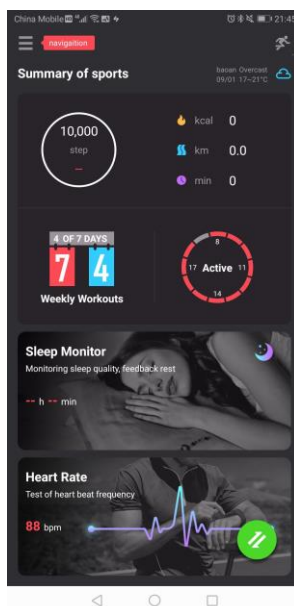 China Mobile 21:45
navigaition
Summary of sports
baoan Overcast
09/01 17~21°C
10,000
step
--
kcal 0
km 0.0
min 0
4 OF 7 DAYS
7 4
Weekly Workouts
8
17 Active 11
14
Sleep Monitor
Monitoring sleep quality, feedback rest
-- h -- min
Heart Rate
Test of heart beat frequency
88 bpm